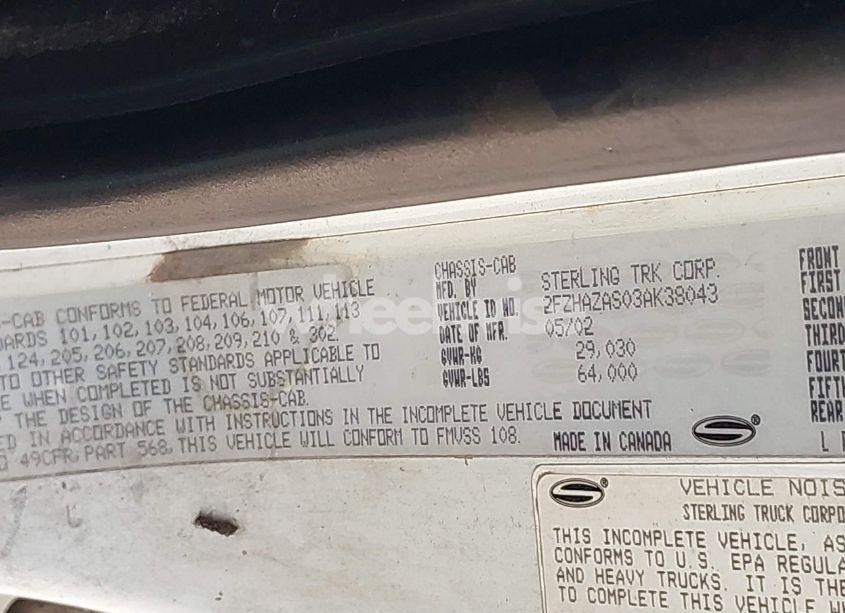 S-CAB CONFORMS TO FEDERAL MOTOR VEHICLE
DARDS 101, 102, 103, 104, 106, 107, 111, 113
124, 205, 206, 207, 208, 209, 210 & 302.
TO OTHER SAFETY STANDARDS APPLICABLE TO
E WHEN COMPLETED IS NOT SUBSTANTIALLY
THE DESIGN OF THE CHASSIS-CAB.
ED IN ACCORDANCE WITH INSTRUCTIONS IN THE INCOMPLETE VEHICLE DOCUMENT
49CFR, PART 568, THIS VEHICLE WILL CONFORM TO FMVSS 108.
CHASSIS-CAB
MFD. BY STERLING TRK CORP.
VEHICLE ID NO. 2FZHAZAS03AK38043
DATE OF MFR. 05/02
GVWR-KG 29,030
GVWR-LBS 64,000
MADE IN CANADA
FRONT
FIRST
SECON
THIRD
FOURT
FIFTH
REAR
VEHICLE NOIS
STERLING TRUCK CORPO
THIS INCOMPLETE VEHICLE, AS
CONFORMS TO U.S. EPA REGULA
AND HEAVY TRUCKS. IT IS THE
TO COMPLETE THIS VEHICLE W